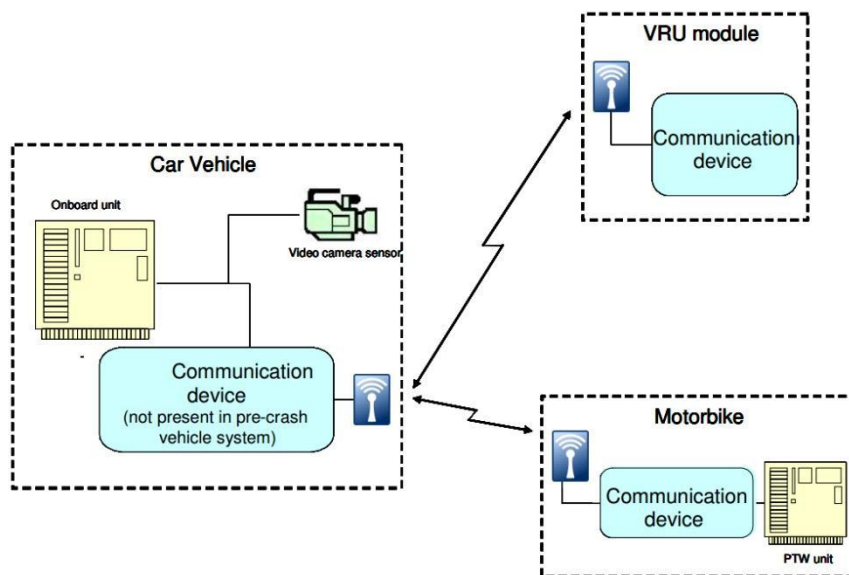 VRU module
Communication
device
Car Vehicle
Onboard unit
Video camera sensor
Communication
device
(not present in pre-crash
vehicle system)
Motorbike
Communication
device
PTW unit